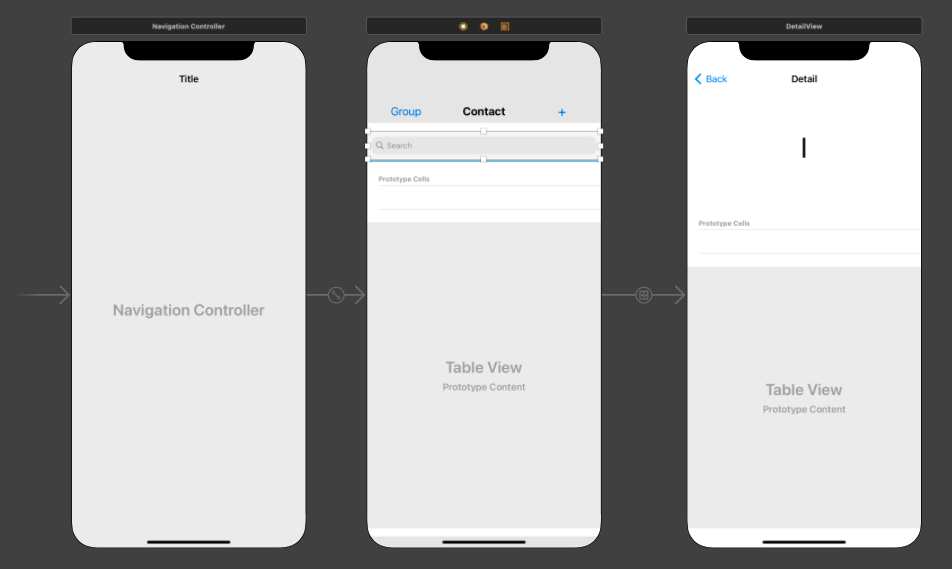 Navigation Controller
Title
Navigation Controller
Group Contact +
Search
Prototype Cells
Table View
Prototype Content
DetailView
Back Detail
l
Prototype Cells
Table View
Prototype Content